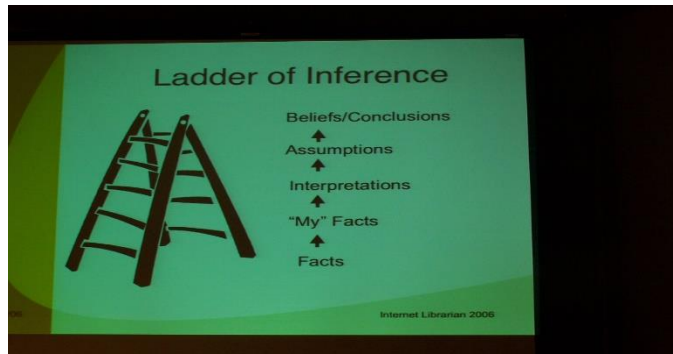 Ladder of Inference
Beliefs/Conclusions
Assumptions
Interpretations
"My" Facts
Facts
Internet Librarian 2006